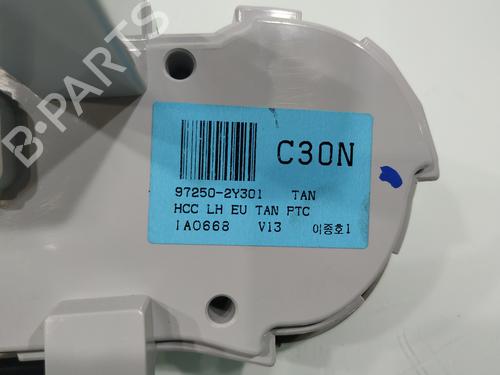 B-PARTS
C30N
97250-2Y301 TAN
HCC LH EU TAN PTC
1A0668 V13 이종호1